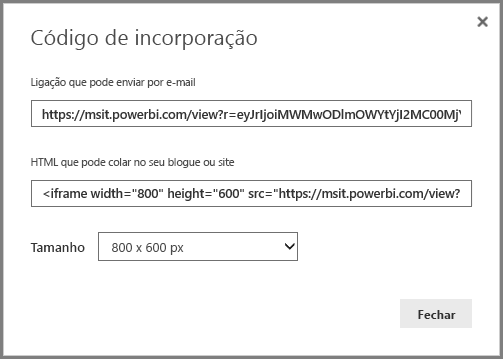 Código de incorporação
Ligação que pode enviar por e-mail
https://msit.powerbi.com/view?r=eyJrIjoiMWMwODlmOWYtYjI2MC00Mj
HTML que pode colar no seu blogue ou site
<iframe width="800" height="600" src="https://msit.powerbi.com/view?
Tamanho 800 x 600 px
Fechar